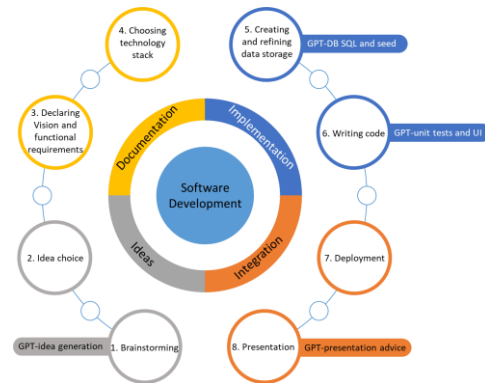 4. Choosing
technology
stack
5. Creating
and refining
data storage
GPT-DB SQL and seed
3. Declaring
Vision and
functional
requirements
Documentation
Implementation
6. Writing code
GPT-unit tests and UI
Software
Development
2. Idea choice
Ideas
Integration
7. Deployment
GPT-idea generation
1. Brainstorming
8. Presentation
GPT-presentation advice